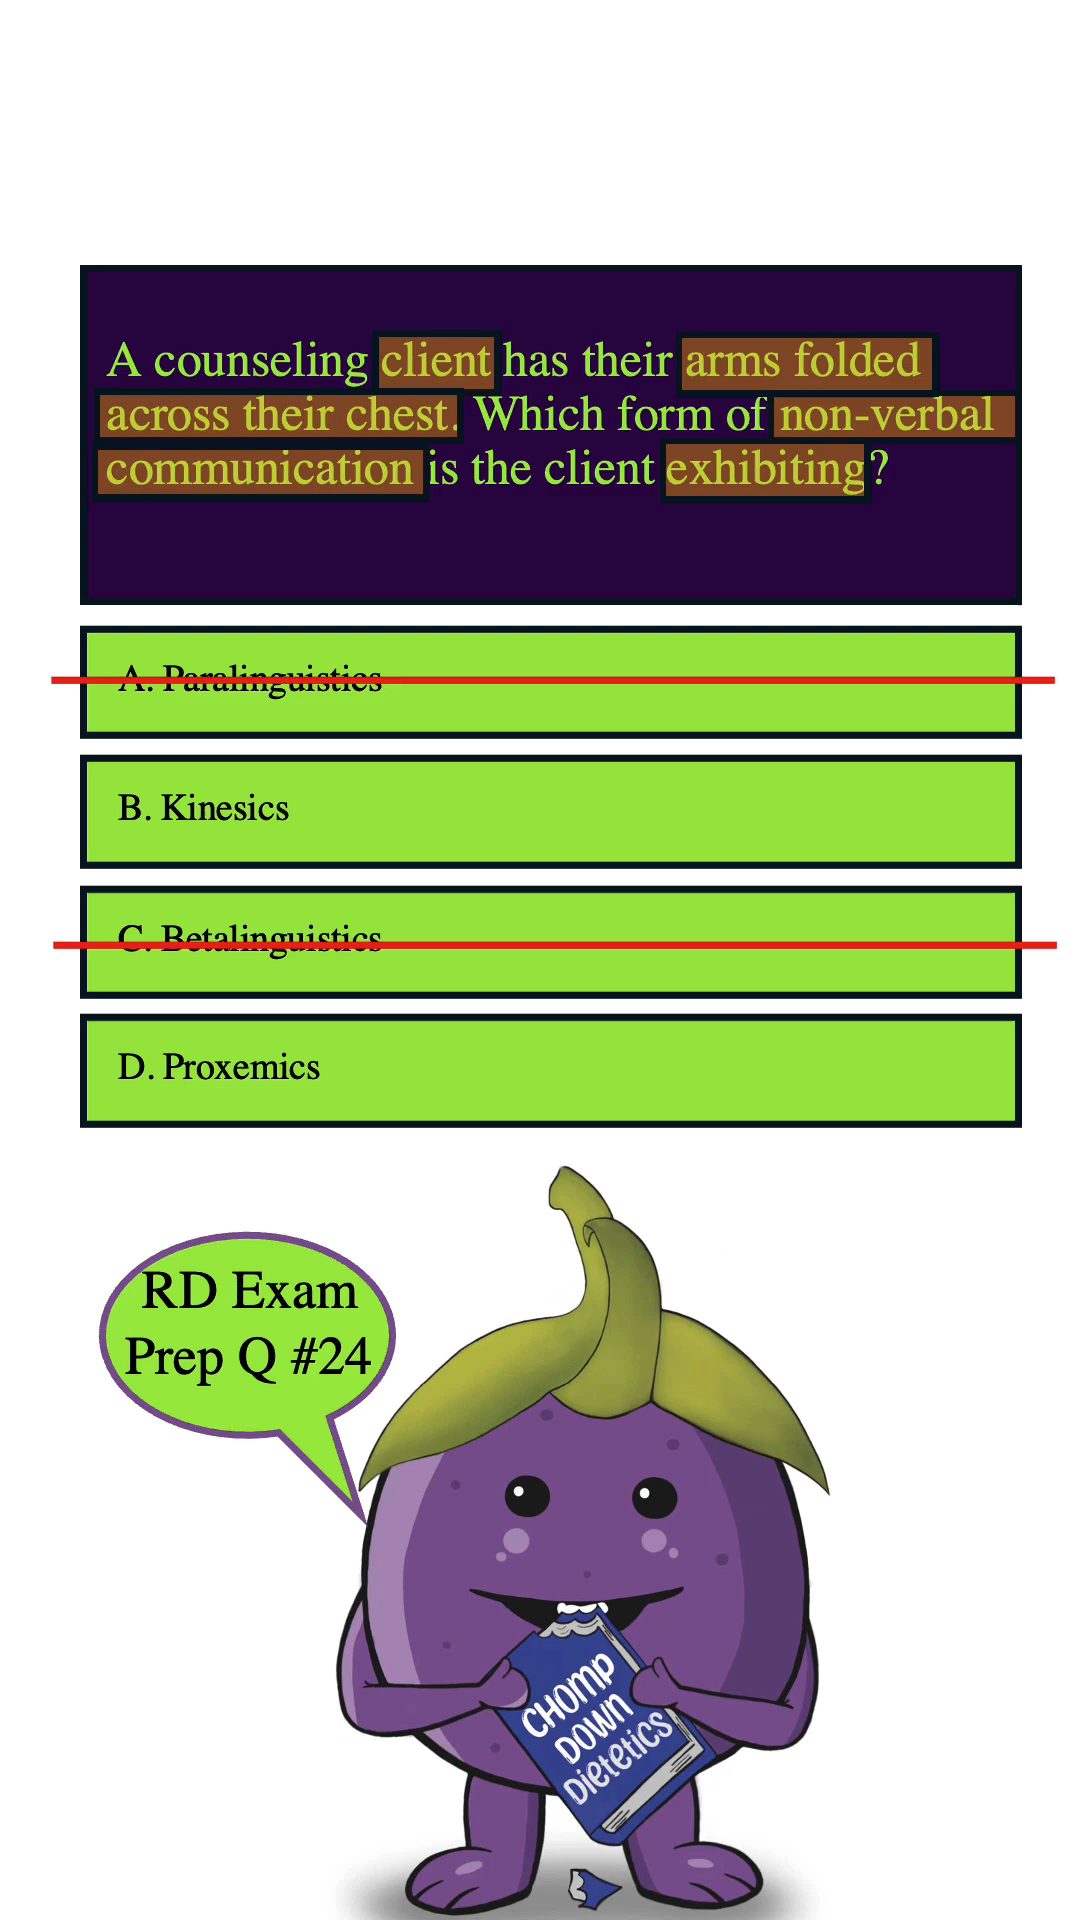 A counseling client has their arms folded
across their chest. Which form of non-verbal
communication is the client exhibiting?
A. Paralinguistics
B. Kinesics
C. Betalinguistics
D. Proxemics
RD Exam
Prep Q #24
CHOMP
DOWN
Dietetics